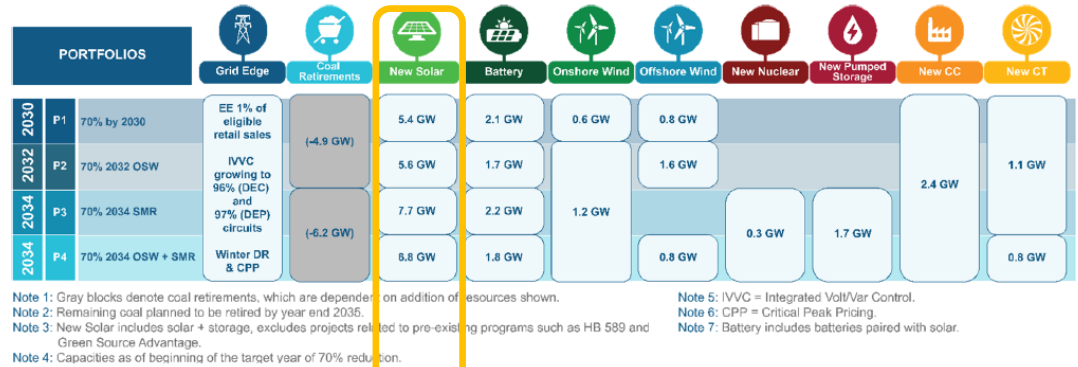 PORTFOLIOS
Grid Edge
Coal
Retirements
New Solar
Battery
Onshore Wind
Offshore Wind
New Nuclear
New Pumped
Storage
New CC
New CT
2030 P1 70% by 2030
2032 P2 70% 2032 OSW
2034 P3 70% 2034 SMR
2034 P4 70% 2034 OSW + SMR
EE 1% of
eligible
retail sales
IVVC
growing to
96% (DEC)
and
97% (DEP)
circuits
Winter DR
& CPP
(-4.9 GW)
(-6.2 GW)
5.4 GW
5.6 GW
7.7 GW
6.8 GW
2.1 GW
1.7 GW
2.2 GW
1.8 GW
0.6 GW
1.2 GW
0.8 GW
1.6 GW
0.8 GW
0.3 GW
1.7 GW
2.4 GW
1.1 GW
0.8 GW
Note 1: Gray blocks denote coal retirements, which are dependent on addition of resources shown.
Note 2: Remaining coal planned to be retired by year end 2035.
Note 3: New Solar includes solar + storage, excludes projects related to pre-existing programs such as HB 589 and
Green Source Advantage.
Note 4: Capacities as of beginning of the target year of 70% reduction.
Note 5: IVVC = Integrated Volt/Var Control.
Note 6: CPP = Critical Peak Pricing.
Note 7: Battery includes batteries paired with solar.